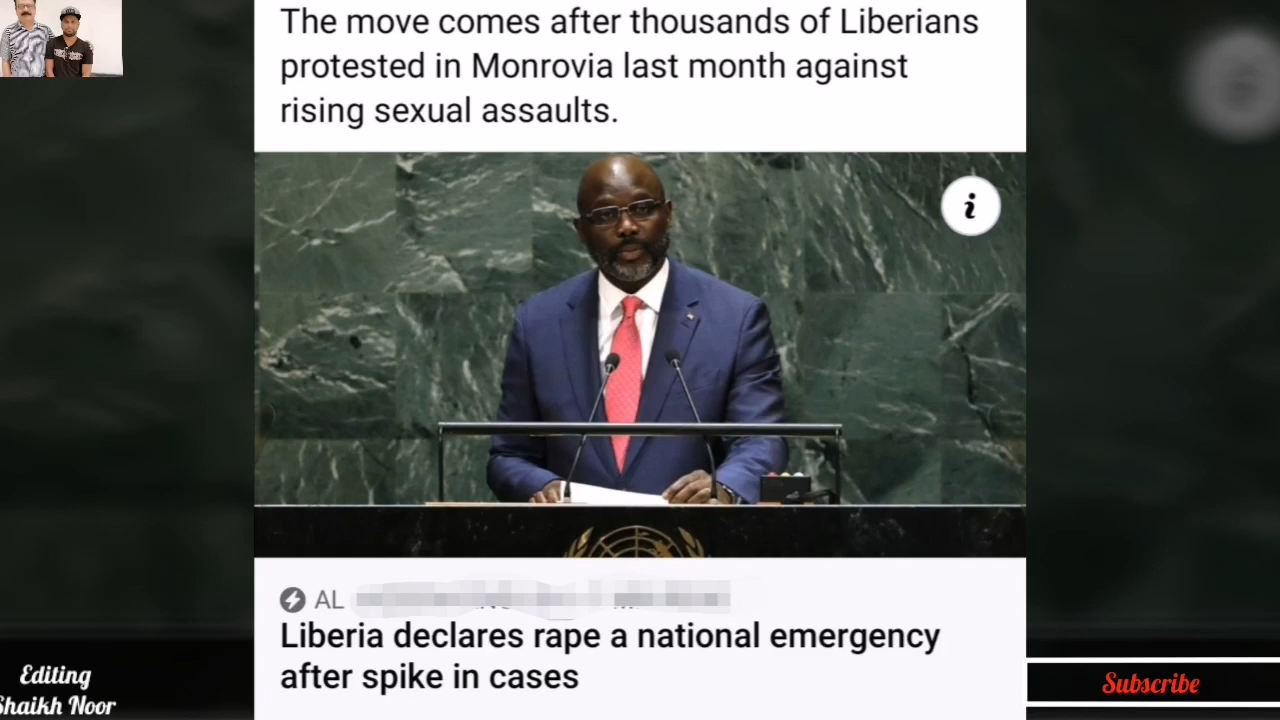 The move comes after thousands of Liberians
protested in Monrovia last month against
rising sexual assaults.
i
AL
Liberia declares rape a national emergency
after spike in cases
Editing
Shaikh Noor
Subscribe